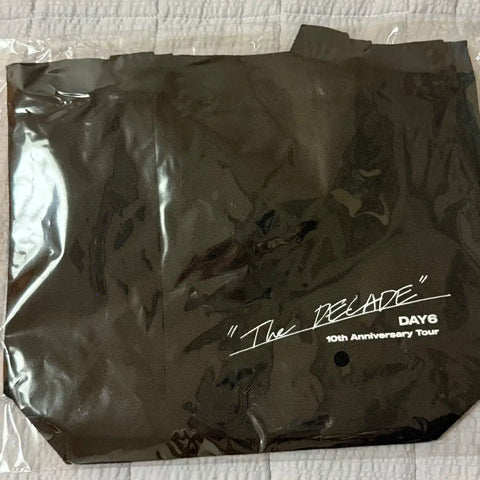 "The DECADE"
DAY6
10th Anniversary Tour